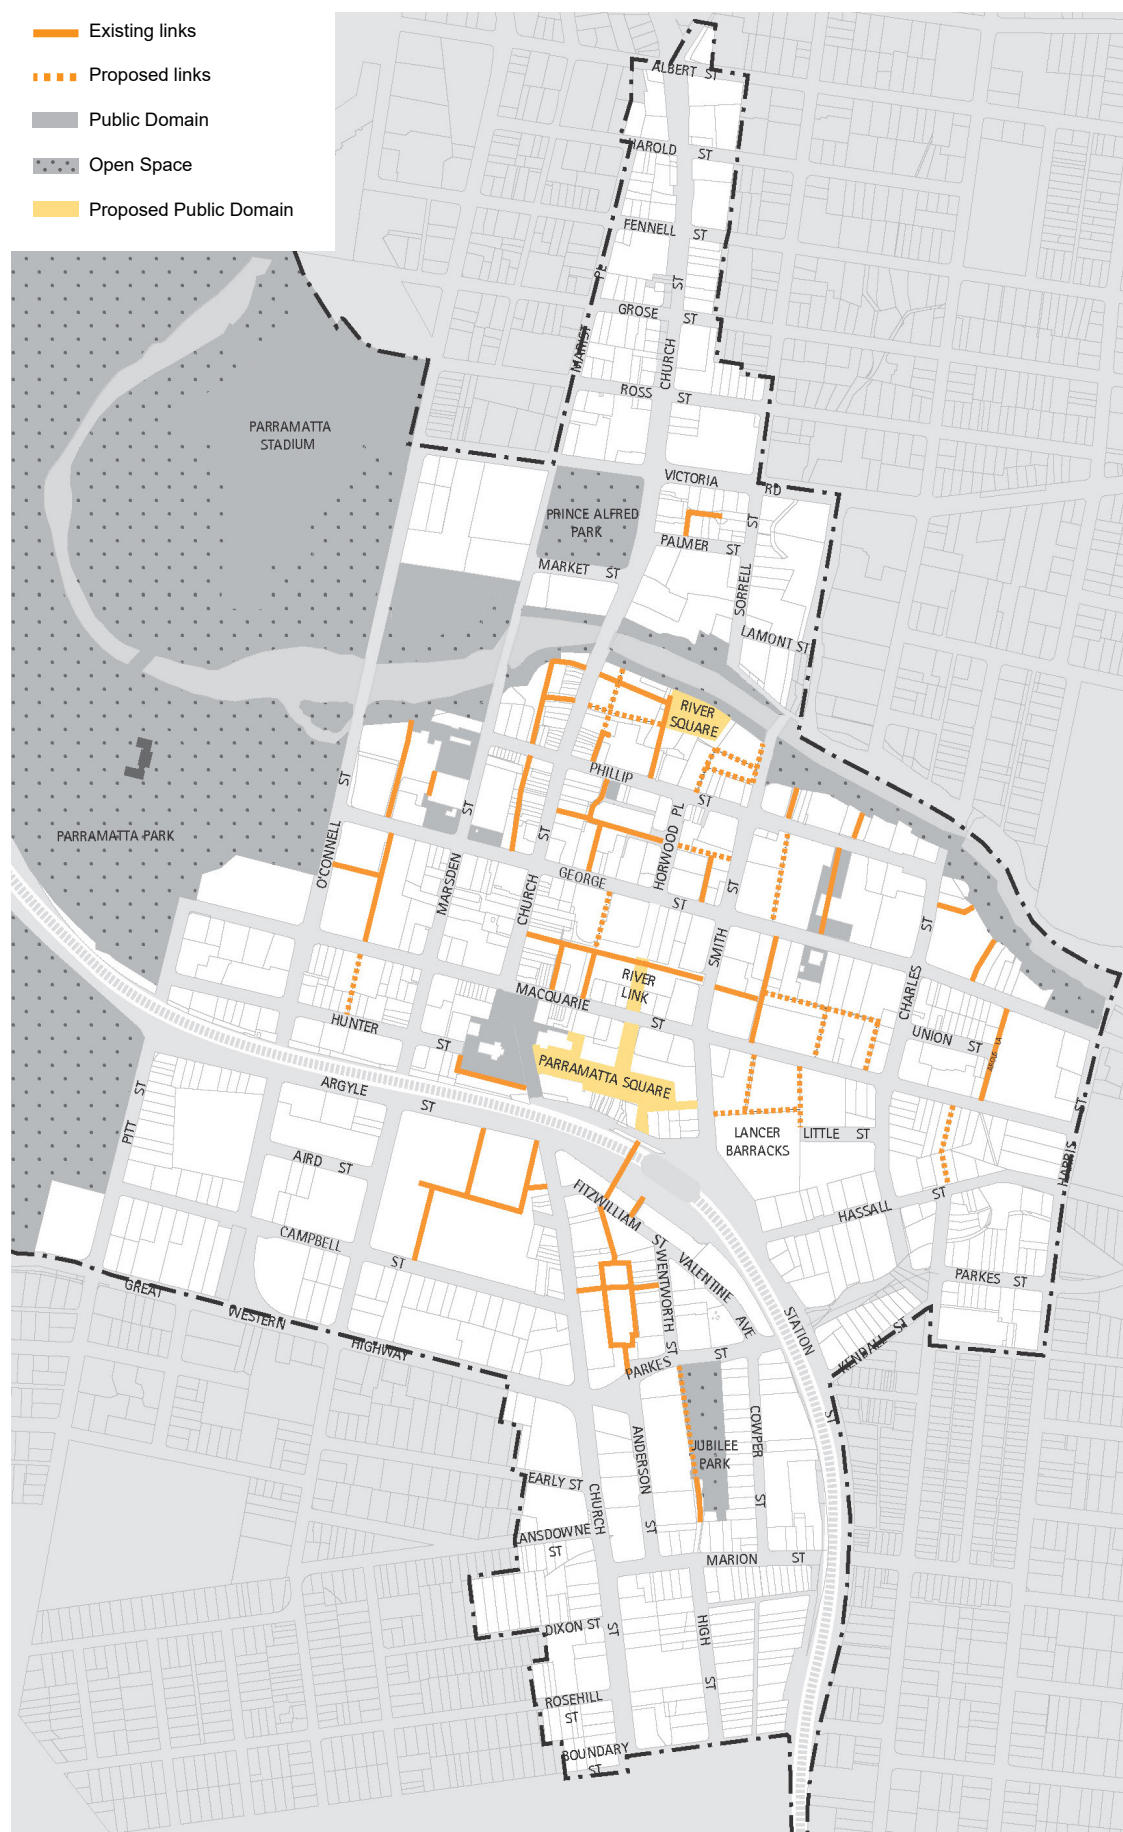 Existing links
Proposed links
Public Domain
Open Space
Proposed Public Domain
ALBERT ST
HAROLD ST
FENNELL ST
PL
ST
GROSE ST
MARIST
CHURCH
ROSS ST
PARRAMATTA
STADIUM
VICTORIA RD
PRINCE ALFRED
PARK
ST
PALMER ST
MARKET ST
SORRELL
LAMONT ST
RIVER
SQUARE
PHILLIP ST
ST
ST
PL
PARRAMATTA PARK
O'CONNELL
MARSDEN
ST
HORWOOD
GEORGE ST
CHURCH
ST
SMITH
ST
CHARLES
RIVER
LINK
MACQUARIE ST
HUNTER ST
UNION ST
ARGUS LA
PARRAMATTA SQUARE
ARGYLE ST
ST
PITT
LANCER
BARRACKS
LITTLE ST
ST
HARRIS
AIRD ST
HASSALL ST
FITZWILLIAM ST
CAMPBELL ST
WENTWORTH ST
VALENTINE AVE
PARKES ST
GREAT WESTERN HIGHWAY
STATION ST
KENDALL ST
PARKES ST
ANDERSON ST
JUBILEE
PARK
COWPER ST
EARLY ST
CHURCH ST
ANSDOWNE
ST
MARION ST
DIXON ST
HIGH ST
ROSEHILL
ST
BOUNDARY
ST